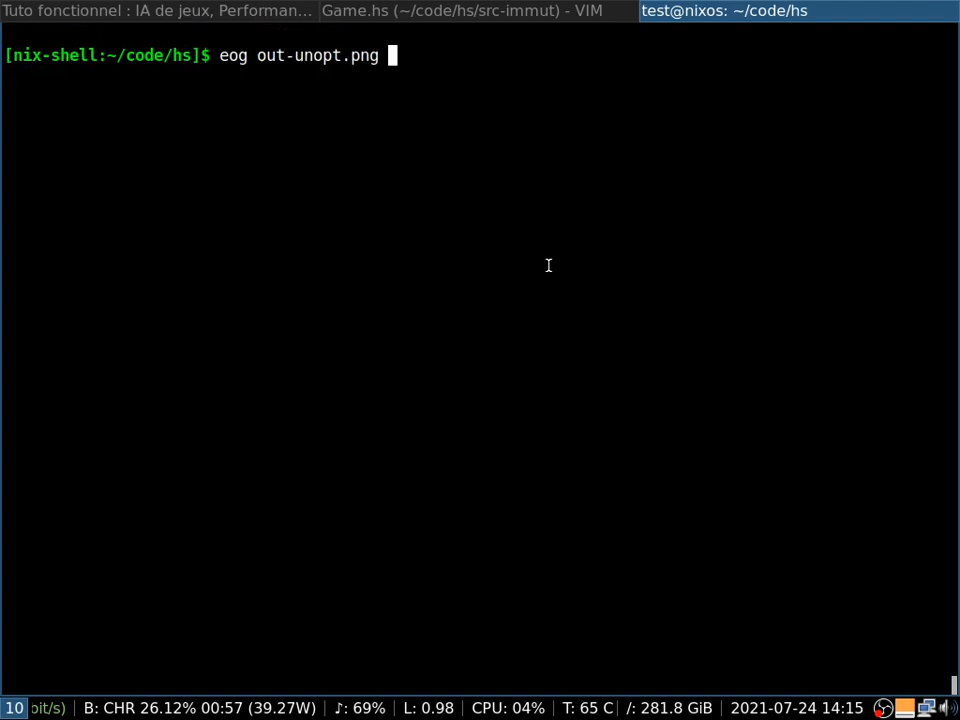 Tuto fonctionnel : IA de jeux, Performan... Game.hs (~/code/hs/src-immut) - VIM test@nixos: ~/code/hs
[nix-shell:~/code/hs]$ eog out-unopt.png
10 bit/s) | B: CHR 26.12% 00:57 (39.27W) | ♪: 69% | L: 0.98 | CPU: 04% | T: 65 C | /: 281.8 GiB | 2021-07-24 14:15